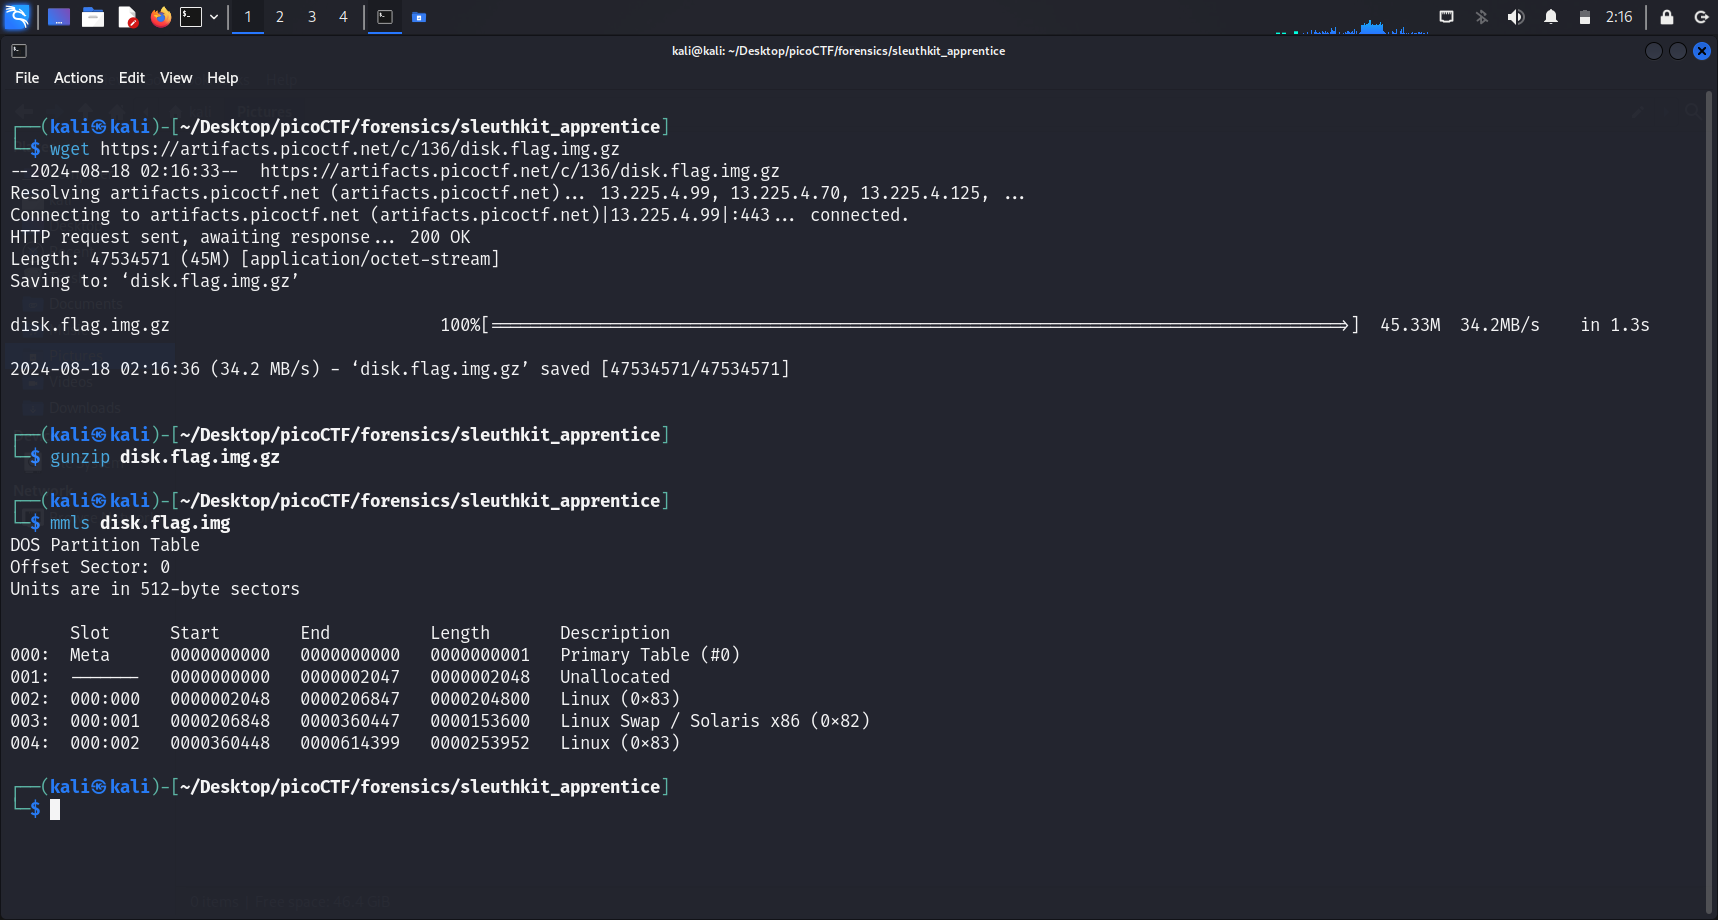 1 2 3 4 2:16
kali@kali: ~/Desktop/picoCTF/forensics/sleuthkit_apprentice
File Actions Edit View Help
┌──(kali㉿kali)-[~/Desktop/picoCTF/forensics/sleuthkit_apprentice]
└─$ wget https://artifacts.picoctf.net/c/136/disk.flag.img.gz
--2024-08-18 02:16:33--  https://artifacts.picoctf.net/c/136/disk.flag.img.gz
Resolving artifacts.picoctf.net (artifacts.picoctf.net)... 13.225.4.99, 13.225.4.70, 13.225.4.125, ...
Connecting to artifacts.picoctf.net (artifacts.picoctf.net)|13.225.4.99|:443... connected.
HTTP request sent, awaiting response... 200 OK
Length: 47534571 (45M) [application/octet-stream]
Saving to: ‘disk.flag.img.gz’
Documents
disk.flag.img.gz 100%[=====================================================================================>] 45.33M 34.2MB/s in 1.3s
2024-08-18 02:16:36 (34.2 MB/s) - ‘disk.flag.img.gz’ saved [47534571/47534571]
Videos
Downloads
┌──(kali㉿kali)-[~/Desktop/picoCTF/forensics/sleuthkit_apprentice]
└─$ gunzip disk.flag.img.gz
┌──(kali㉿kali)-[~/Desktop/picoCTF/forensics/sleuthkit_apprentice]
└─$ mmls disk.flag.img
DOS Partition Table
Offset Sector: 0
Units are in 512-byte sectors
Slot Start End Length Description
000: Meta 0000000000 0000000000 0000000001 Primary Table (#0)
001: ------- 0000000000 0000002047 0000002048 Unallocated
002: 000:000 0000002048 0000206847 0000204800 Linux (0x83)
003: 000:001 0000206848 0000360447 0000153600 Linux Swap / Solaris x86 (0x82)
004: 000:002 0000360448 0000614399 0000253952 Linux (0x83)
┌──(kali㉿kali)-[~/Desktop/picoCTF/forensics/sleuthkit_apprentice]
└─$